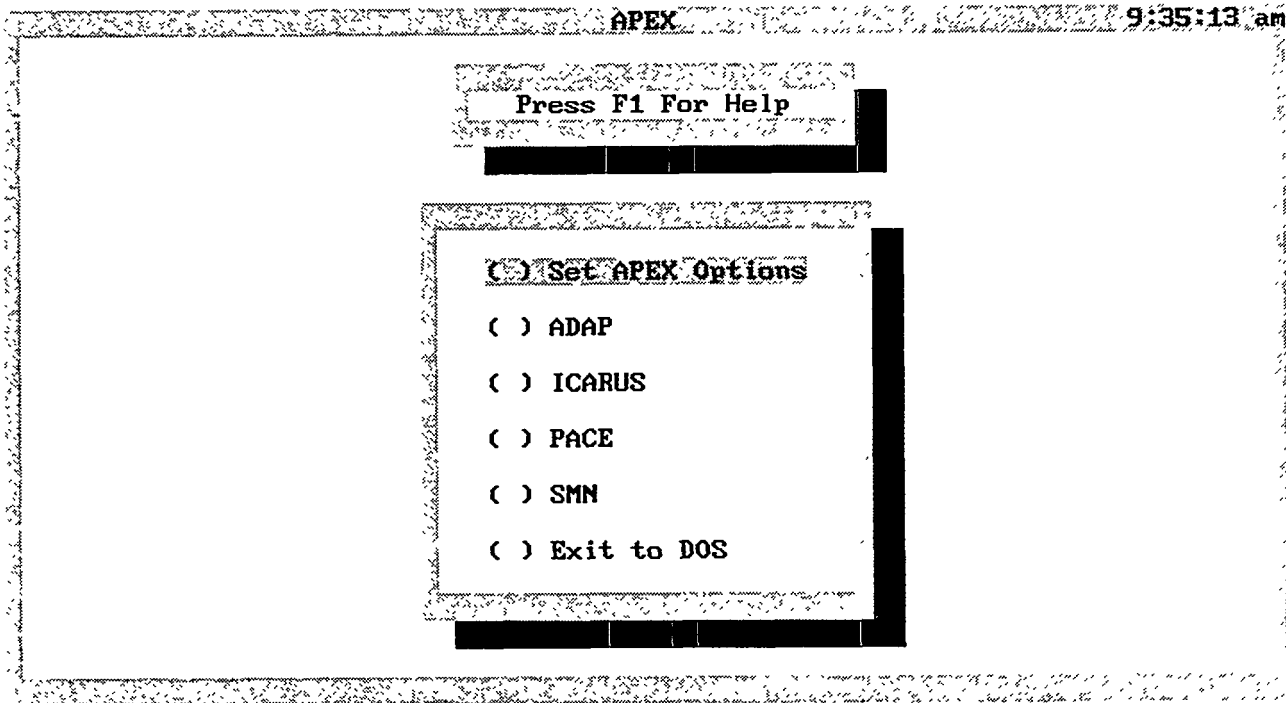 APEX 9:35:13 am
Press F1 For Help
( ) Set APEX Options
( ) ADAP
( ) ICARUS
( ) PACE
( ) SMN
( ) Exit to DOS